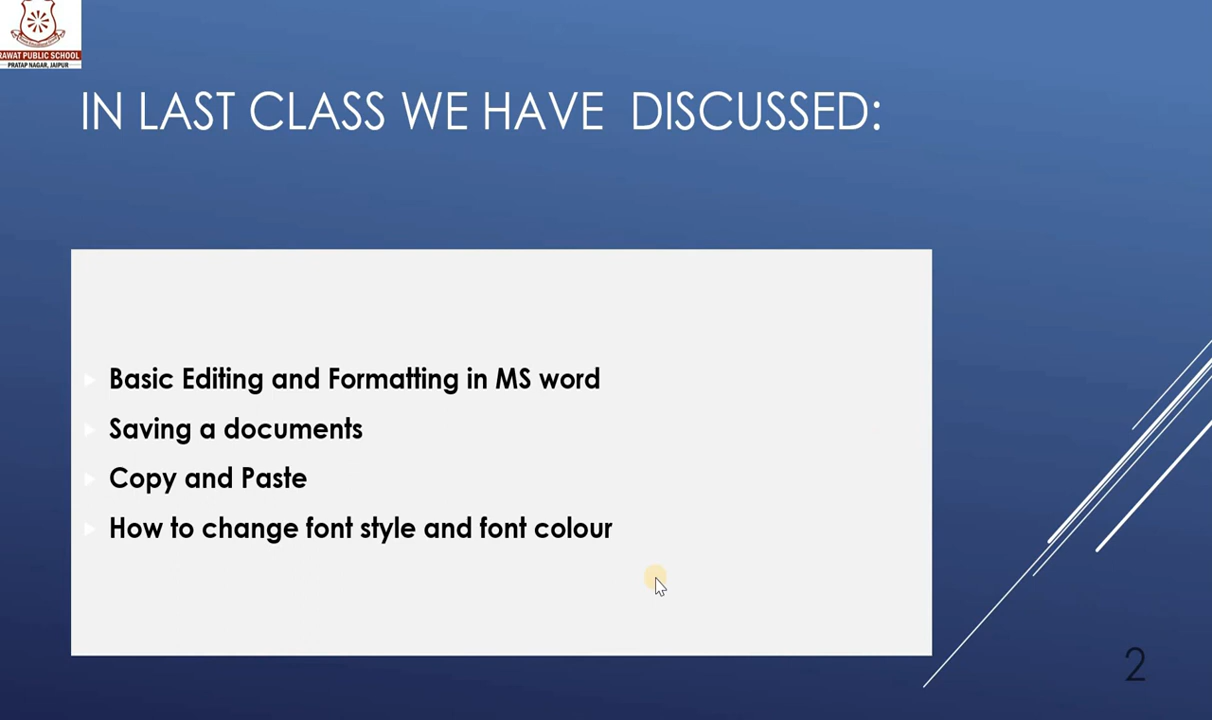 RAWAT PUBLIC SCHOOL
PRATAP NAGAR, JAIPUR
IN LAST CLASS WE HAVE DISCUSSED:
Basic Editing and Formatting in MS word
Saving a documents
Copy and Paste
How to change font style and font colour
2